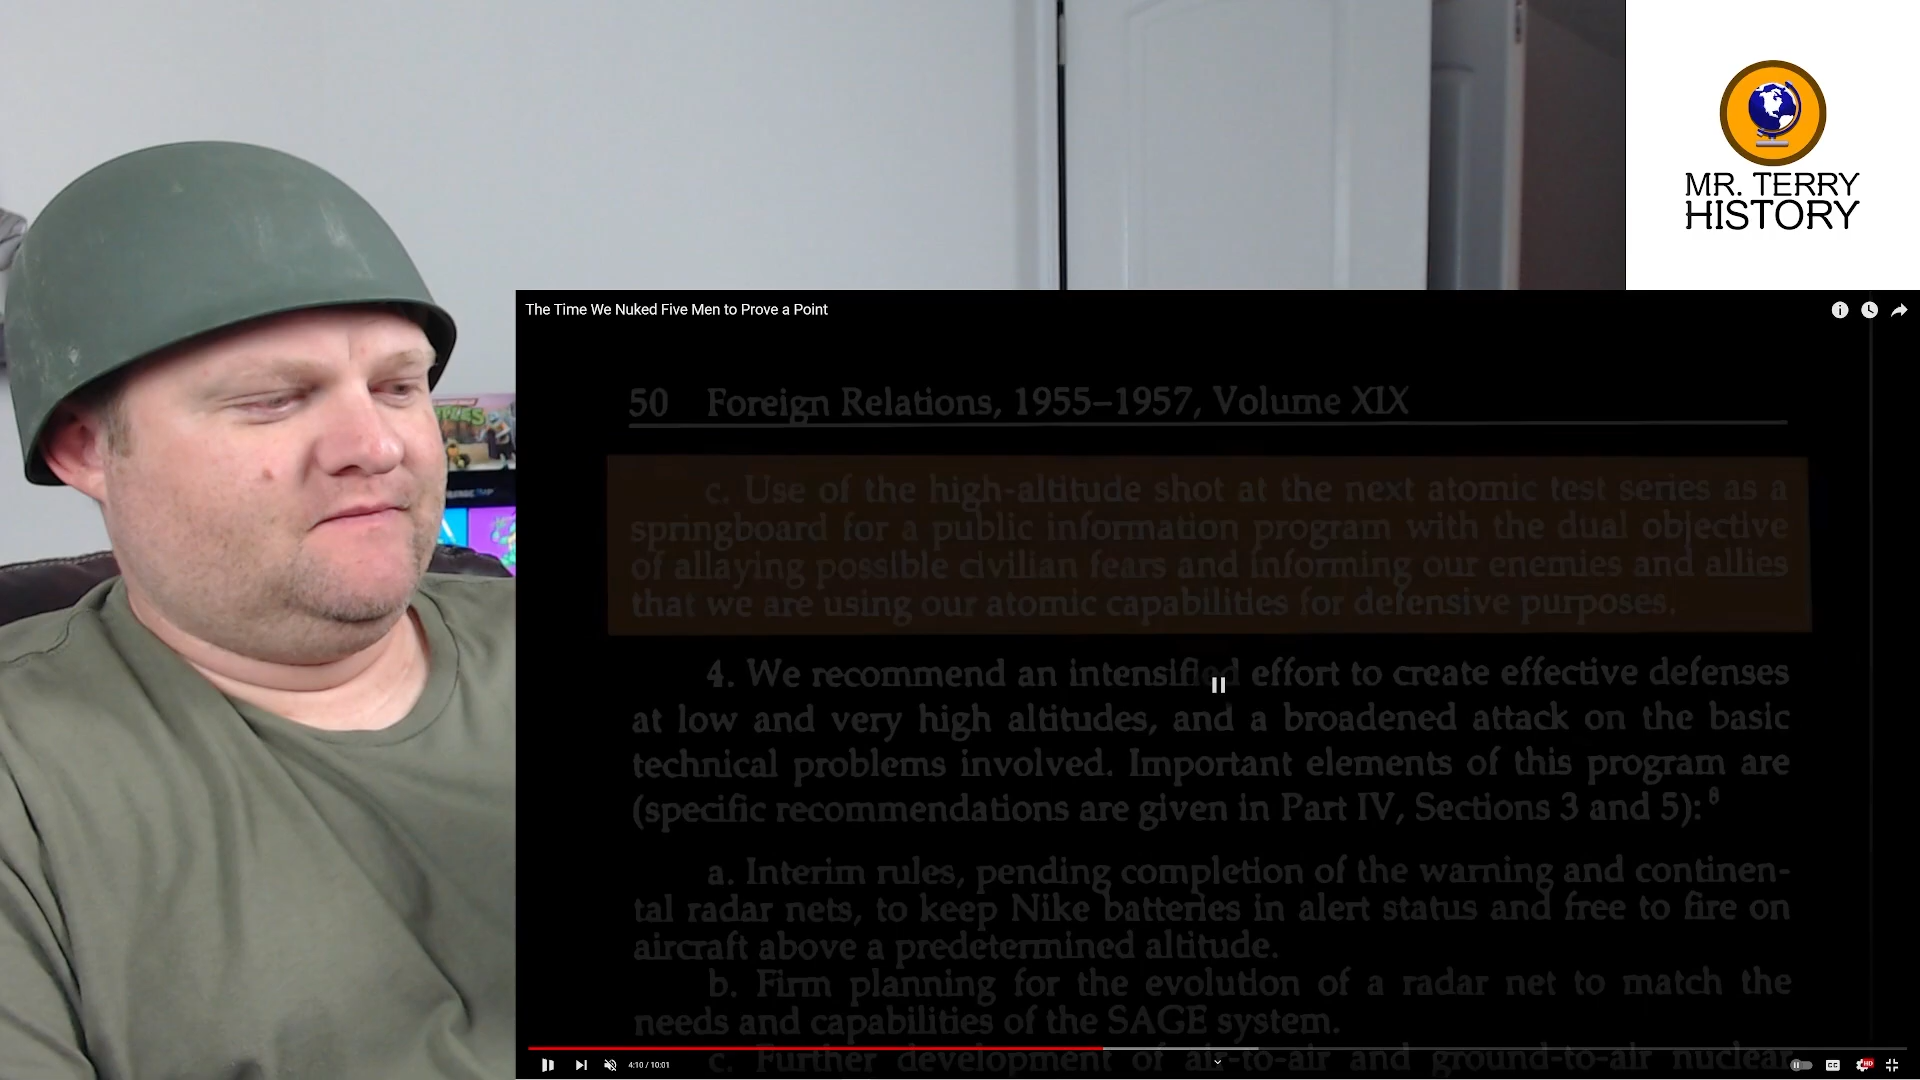 MR. TERRY
HISTORY
The Time We Nuked Five Men to Prove a Point
50 Foreign Relations, 1955–1957, Volume XIX
c. Use of the high-altitude shot at the next atomic test series as a
springboard for a public information program with the dual objective
of allaying possible civilian fears and informing our enemies and allies
that we are using our atomic capabilities for defensive purposes.
4. We recommend an intensified effort to create effective defenses
at low and very high altitudes, and a broadened attack on the basic
technical problems involved. Important elements of this program are
(specific recommendations are given in Part IV, Sections 3 and 5): 8
a. Interim rules, pending completion of the warning and continen-
tal radar nets, to keep Nike batteries in alert status and free to fire on
aircraft above a predetermined altitude.
b. Firm planning for the evolution of a radar net to match the
needs and capabilities of the SAGE system.
c. Further development of air-to-air and ground-to-air nuclear
4:10 / 10:01
CC
HD